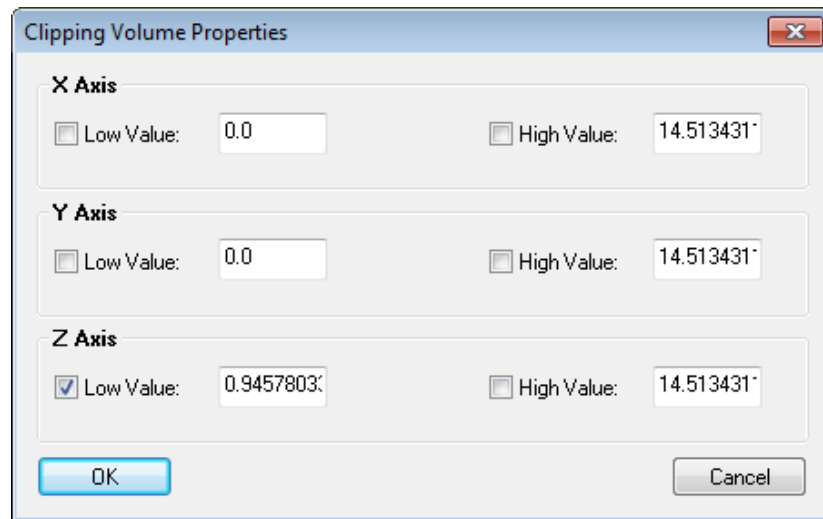 Clipping Volume Properties
X Axis
Low Value: 0.0 High Value: 14.5134311
Y Axis
Low Value: 0.0 High Value: 14.5134311
Z Axis
Low Value: 0.9457803 High Value: 14.5134311
OK Cancel